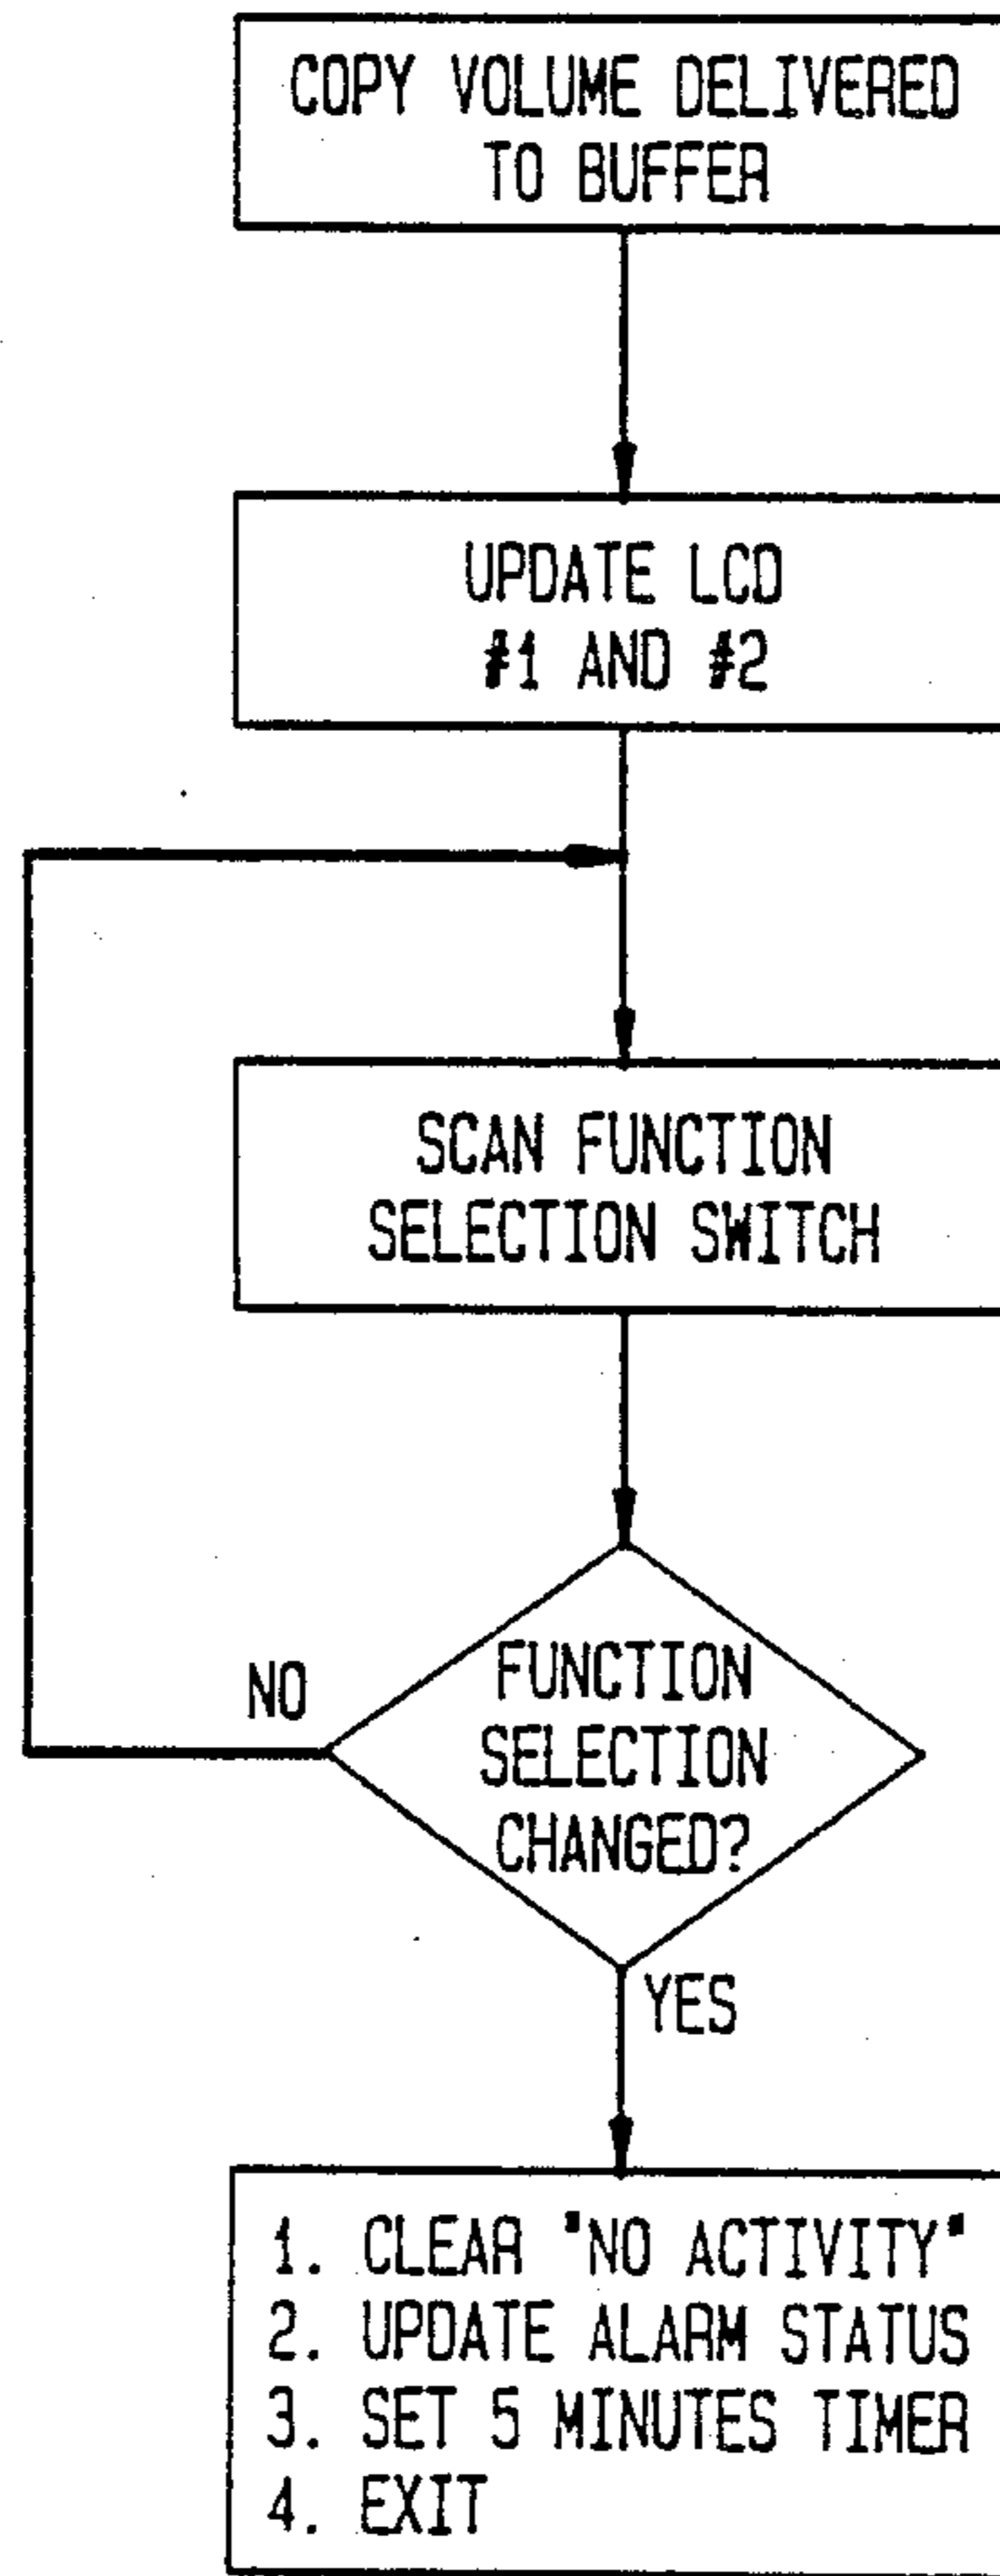 COPY VOLUME DELIVERED
TO BUFFER
UPDATE LCD
#1 AND #2
SCAN FUNCTION
SELECTION SWITCH
FUNCTION
SELECTION
CHANGED?
NO
YES
1. CLEAR "NO ACTIVITY"
2. UPDATE ALARM STATUS
3. SET 5 MINUTES TIMER
4. EXIT